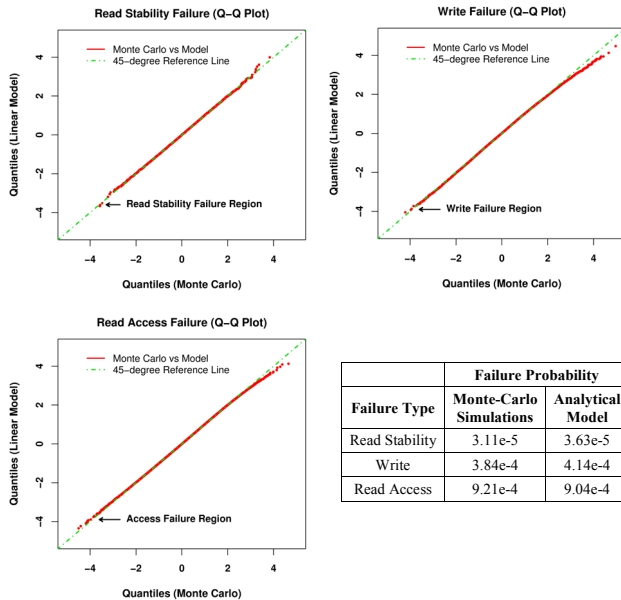 Read Stability Failure (Q−Q Plot)
Quantiles (Linear Model)
4
2
0
−2
−4
Monte Carlo vs Model
45−degree Reference Line
Read Stability Failure Region
−4 −2 0 2 4
Quantiles (Monte Carlo)
Write Failure (Q−Q Plot)
Quantiles (Linear Model)
4
2
0
−2
−4
Monte Carlo vs Model
45−degree Reference Line
Write Failure Region
−4 −2 0 2 4
Quantiles (Monte Carlo)
Read Access Failure (Q−Q Plot)
Quantiles (Linear Model)
4
2
0
−2
−4
Monte Carlo vs Model
45−degree Reference Line
Access Failure Region
−4 −2 0 2 4
Quantiles (Monte Carlo)
Failure Probability
Failure Type Monte-Carlo Simulations Analytical Model
Read Stability 3.11e-5 3.63e-5
Write 3.84e-4 4.14e-4
Read Access 9.21e-4 9.04e-4